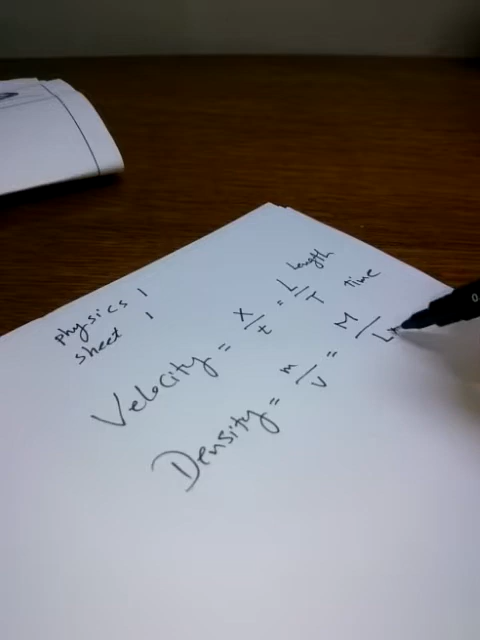 physics 1
sheet 1
Velocity = X/t = L/T length time
Density = m/v = M/L